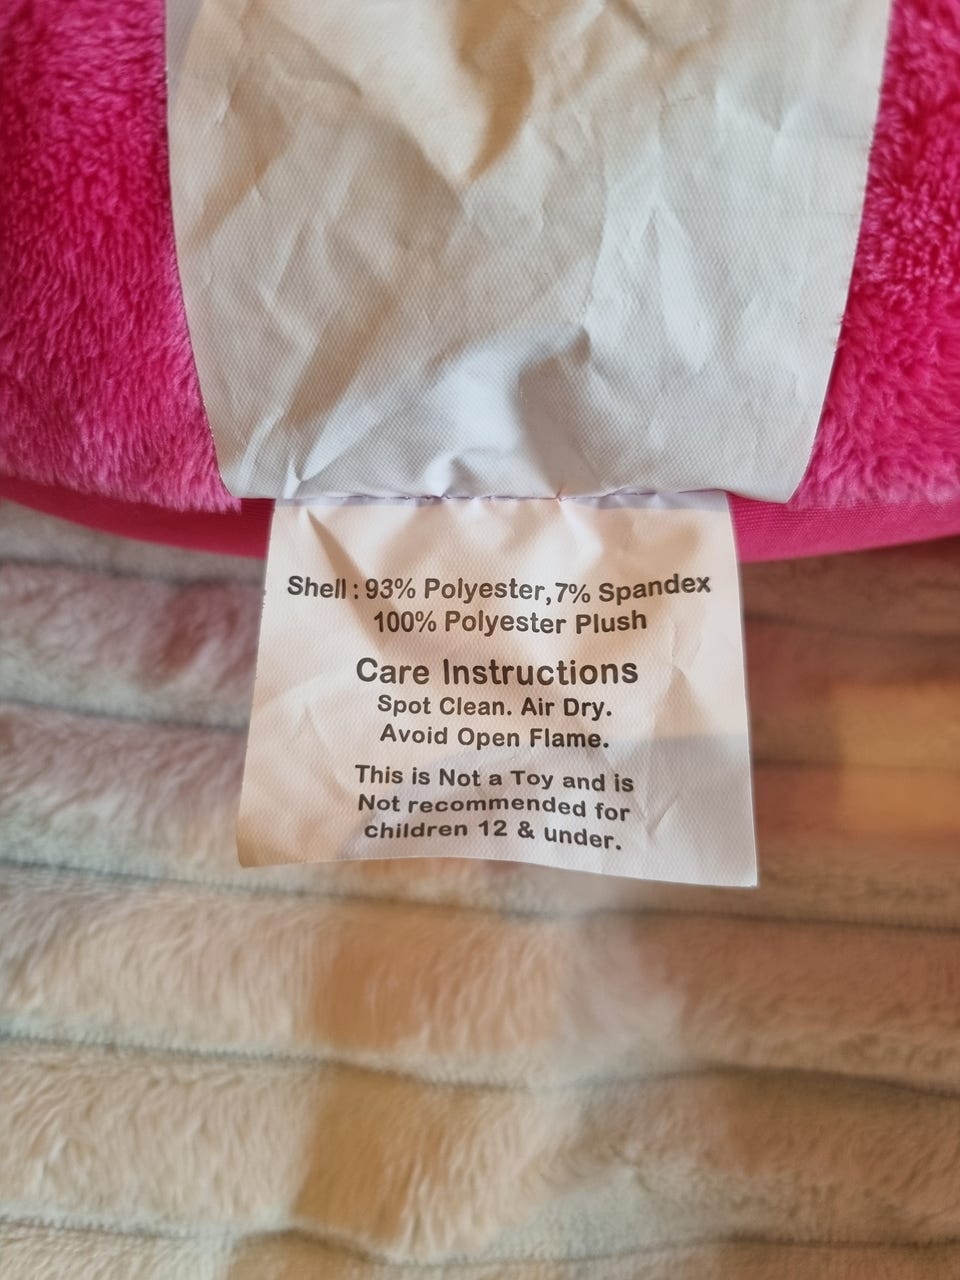 Shell : 93% Polyester, 7% Spandex
100% Polyester Plush
Care Instructions
Spot Clean. Air Dry.
Avoid Open Flame.
This is Not a Toy and is
Not recommended for
children 12 & under.